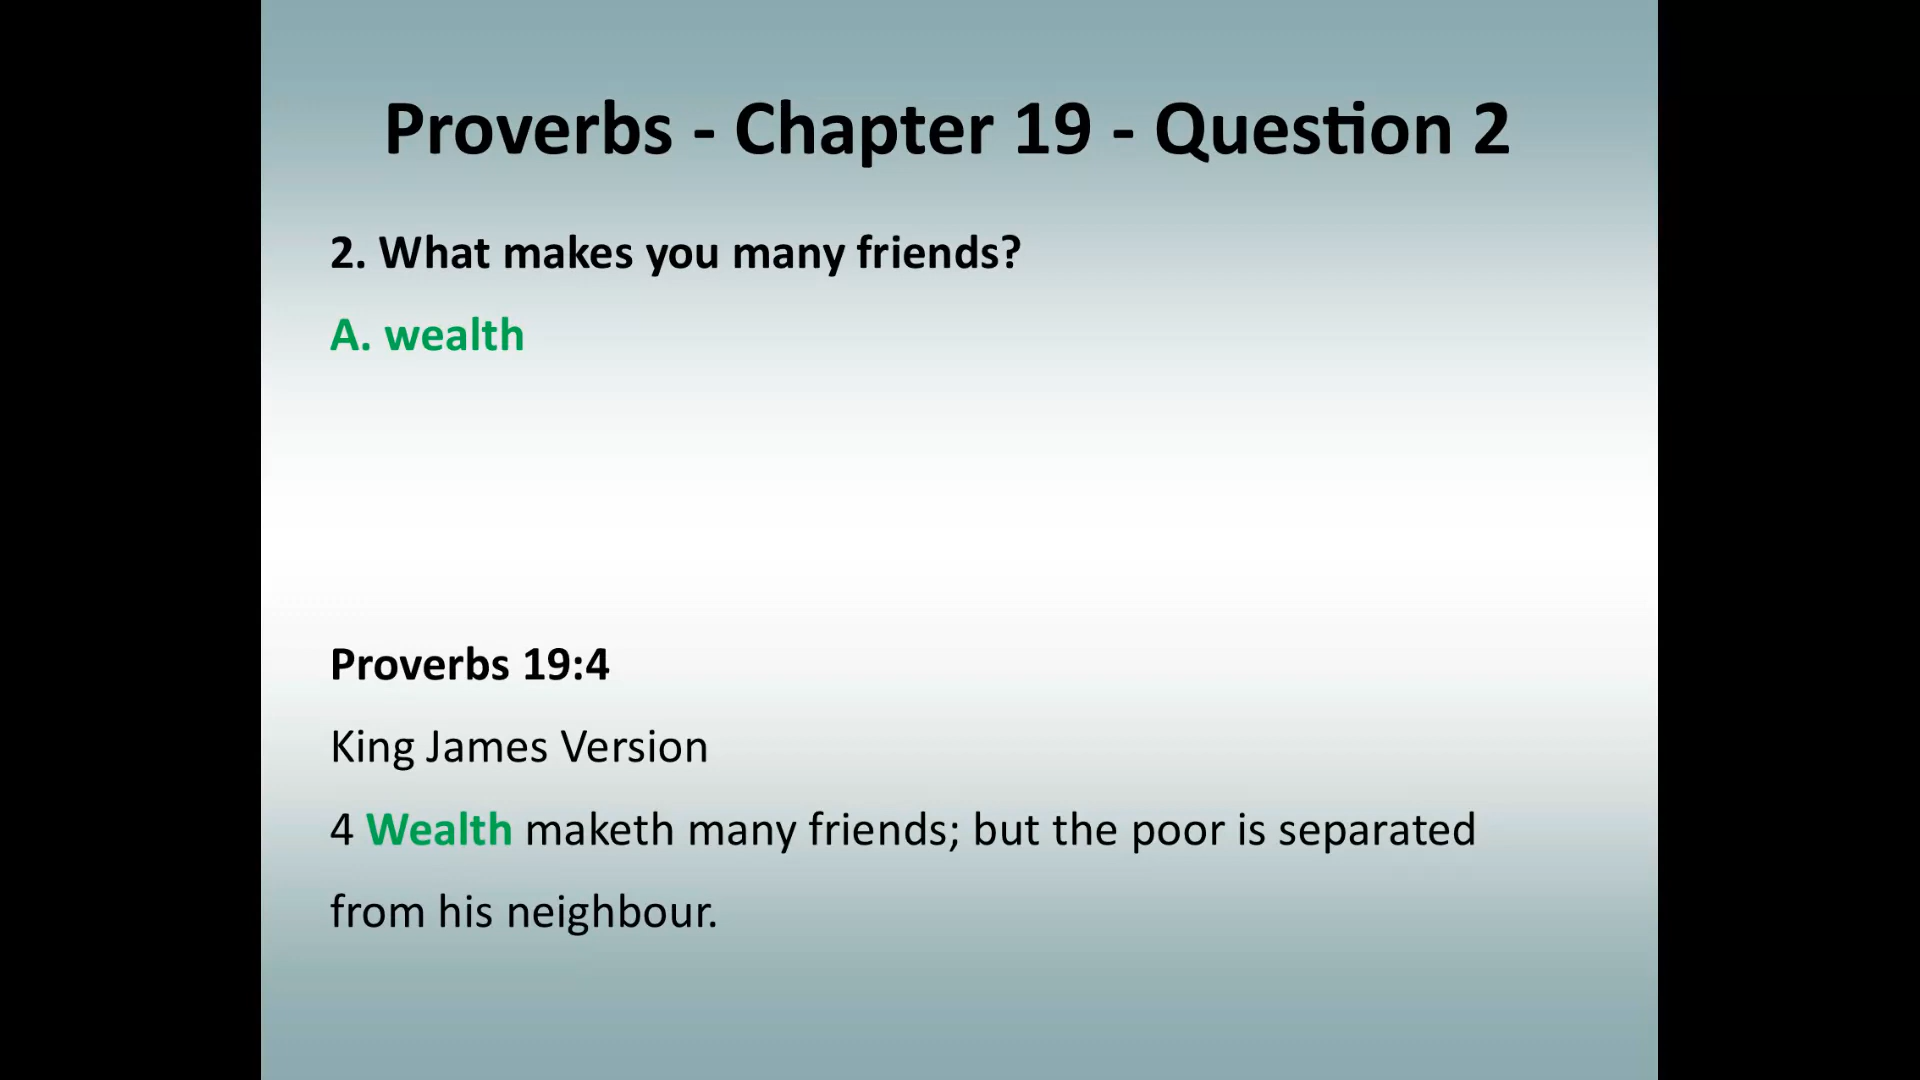 Proverbs - Chapter 19 - Question 2
2. What makes you many friends?
A. wealth
Proverbs 19:4
King James Version
4 Wealth maketh many friends; but the poor is separated
from his neighbour.